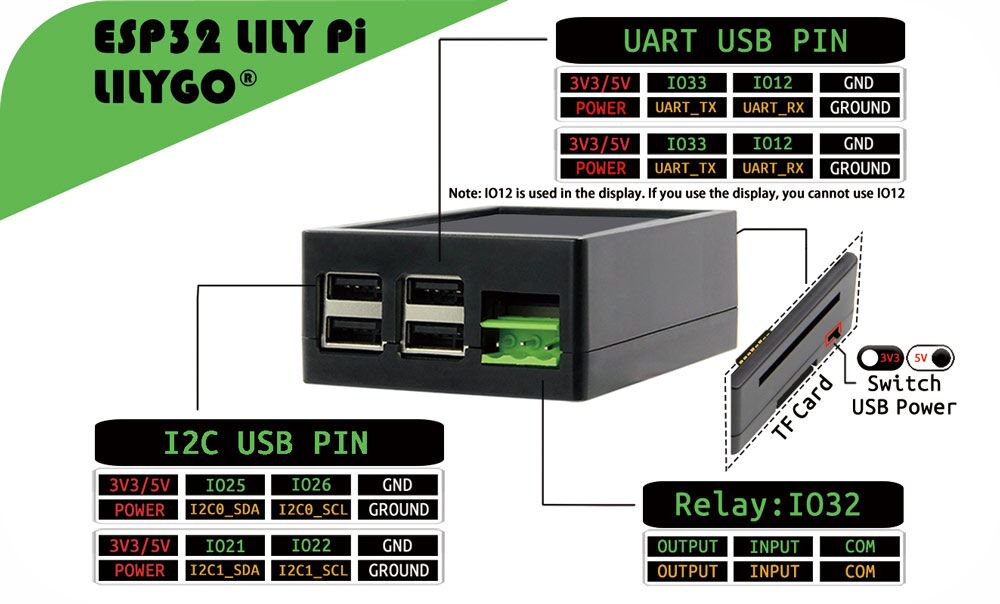 ESP32 LILY Pi
LILYGO®
UART USB PIN
3V3/5V IO33 IO12 GND
POWER UART_TX UART_RX GROUND
3V3/5V IO33 IO12 GND
POWER UART_TX UART_RX GROUND
Note: IO12 is used in the display. If you use the display, you cannot use IO12
3V3 5V
Switch
USB Power
TF Card
I2C USB PIN
3V3/5V IO25 IO26 GND
POWER I2C0_SDA I2C0_SCL GROUND
3V3/5V IO21 IO22 GND
POWER I2C1_SDA I2C1_SCL GROUND
Relay:IO32
OUTPUT INPUT COM
OUTPUT INPUT COM